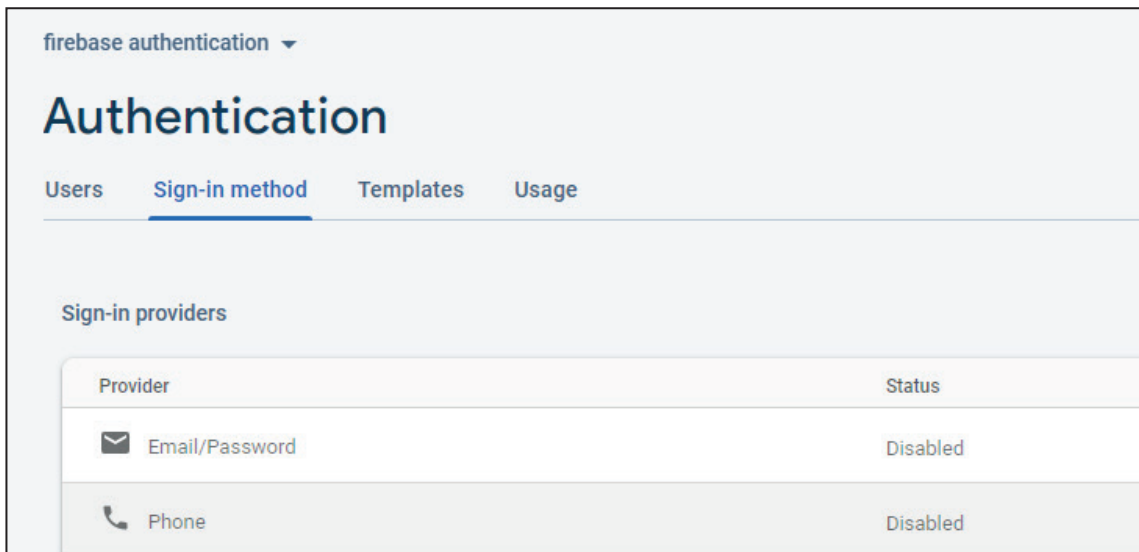 firebase authentication
Authentication
Users Sign-in method Templates Usage
Sign-in providers
Provider Status
Email/Password Disabled
Phone Disabled